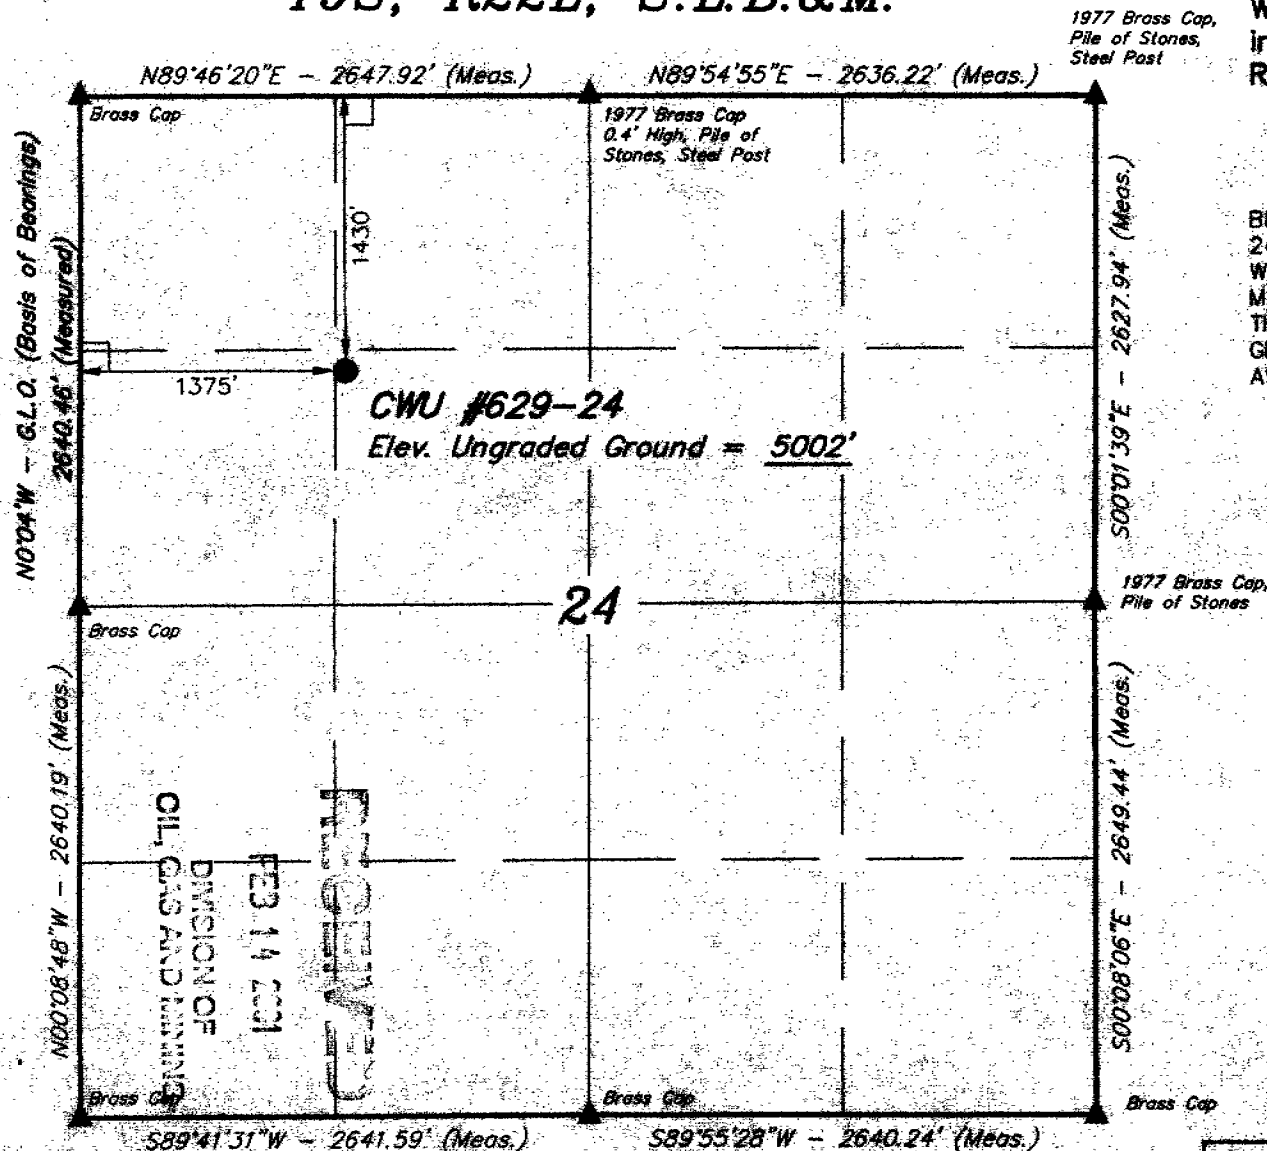 T9S, R22E, S.L.B.&M.
1977 Brass Cap,
Pile of Stones,
Steel Post
N89°46'20"E - 2647.92' (Meas.)
N89°54'55"E - 2636.22' (Meas.)
Brass Cap
1977 Brass Cap
0.4' High, Pile of
Stones, Steel Post
N0°04'W - G.L.O. (Basis of Bearings)
2640.46' (Measured)
1430'
1375'
S00°01'39"E - 2627.94' (Meas.)
CWU #629-24
Elev. Ungraded Ground = 5002'
24
1977 Brass Cap,
Pile of Stones
Brass Cap
N00°08'48"W - 2640.19' (Meas.)
S00°08'06"E - 2649.44' (Meas.)
RECEIVED
FEB 14 2001
DIVISION OF
OIL, GAS AND MINING
Brass Cap
Brass Cap
Brass Cap
S89°41'31"W - 2641.59' (Meas.)
S89°55'28"W - 2640.24' (Meas.)